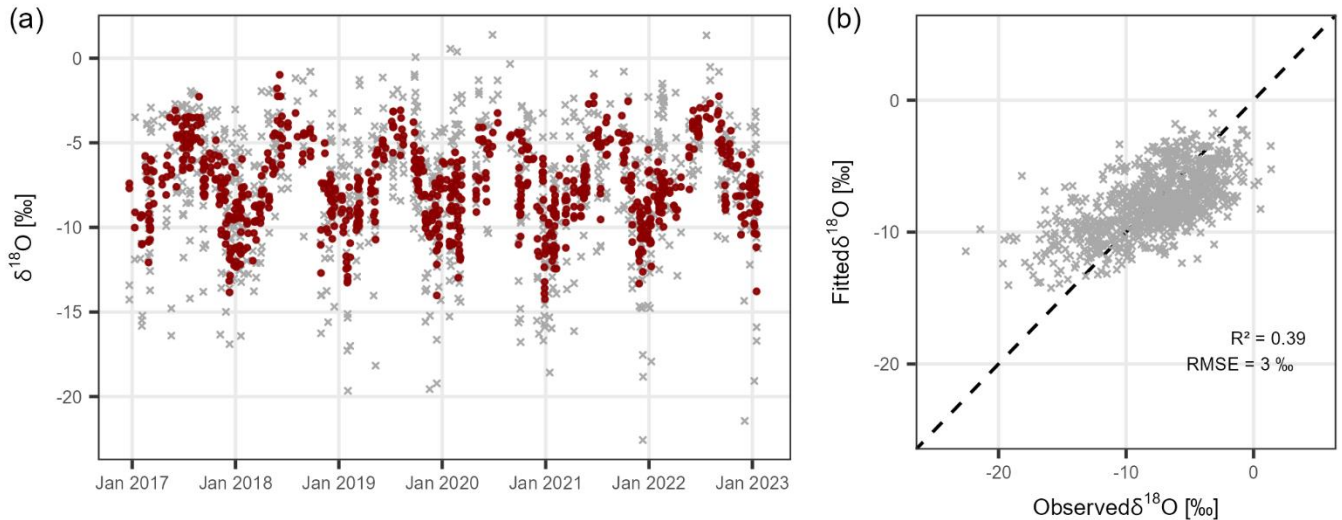 (a)
δ¹⁸O [‰]
0
-5
-10
-15
-20
Jan 2017 Jan 2018 Jan 2019 Jan 2020 Jan 2021 Jan 2022 Jan 2023
(b)
Fittedδ¹⁸O [‰]
0
-10
-20
R² = 0.39
RMSE = 3 ‰
-20 -10 0
Observedδ¹⁸O [‰]